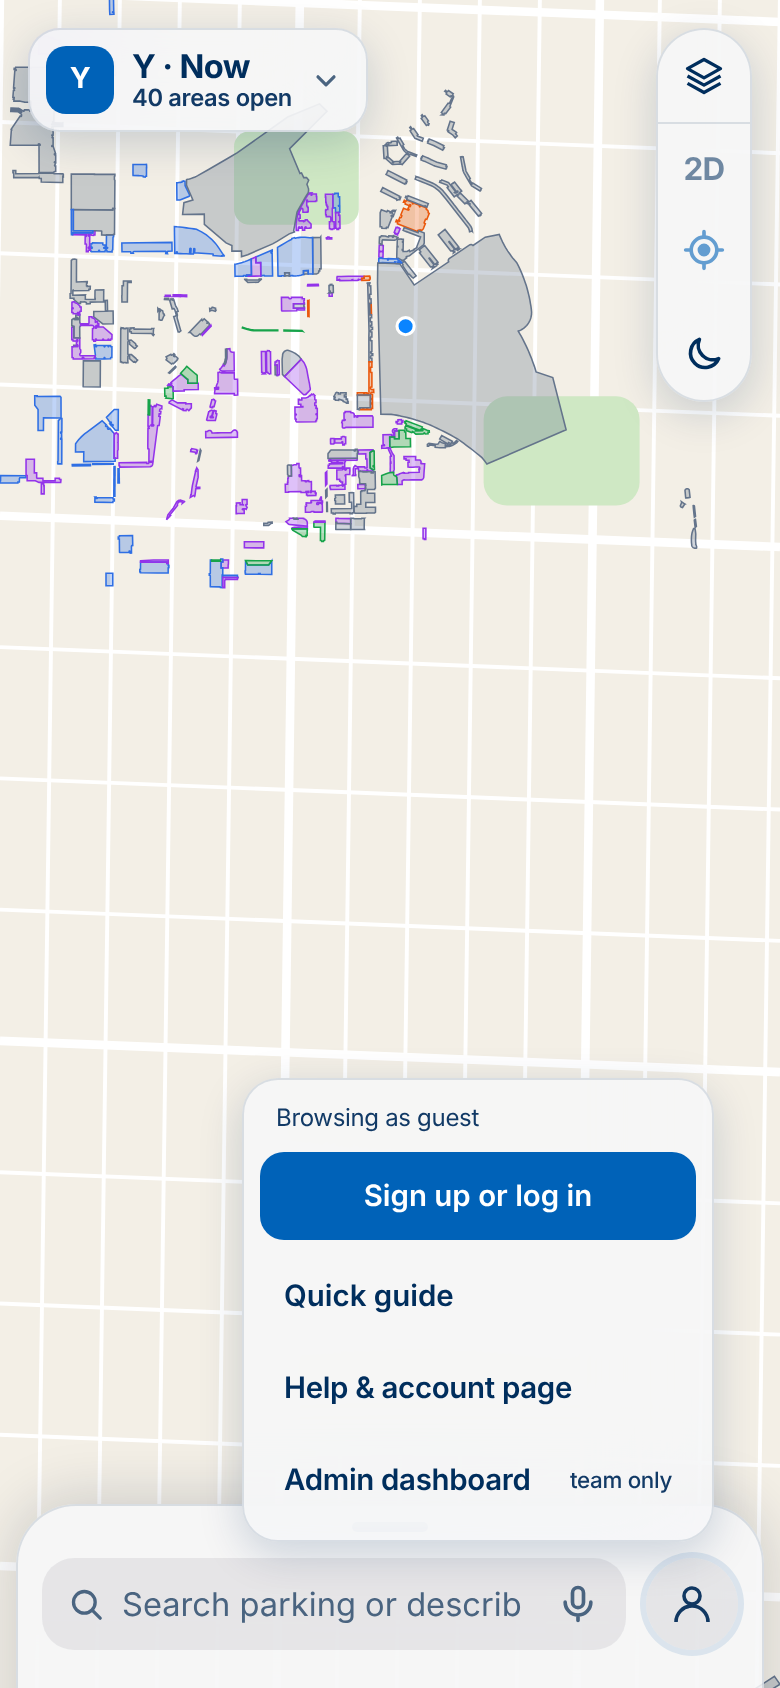 Y
Y · Now
40 areas open
2D
Browsing as guest
Sign up or log in
Quick guide
Help & account page
Admin dashboard team only
Search parking or describ